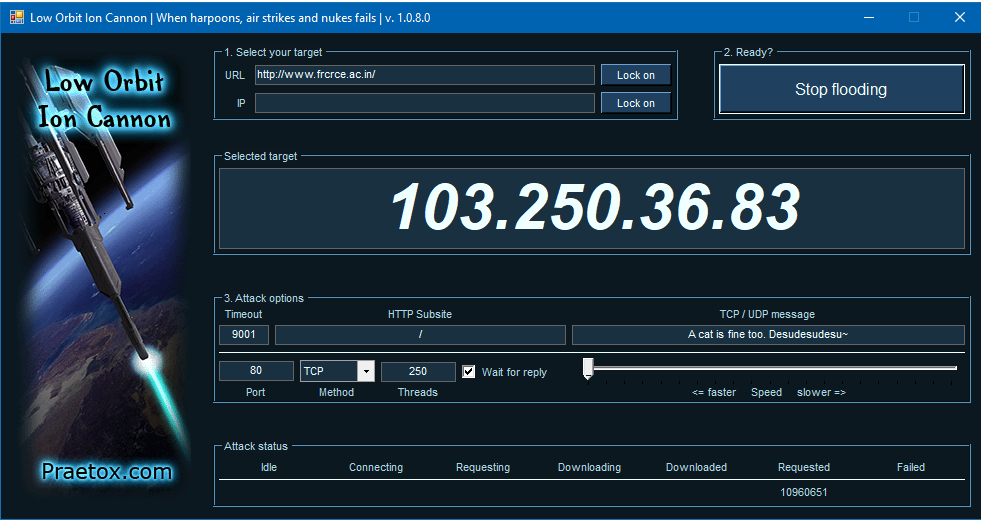 Low Orbit Ion Cannon | When harpoons, air strikes and nukes fails | v. 1.0.8.0
Low Orbit
Ion Cannon
Praetox.com
1. Select your target
URL http://www.frcrce.ac.in/ Lock on
IP Lock on
2. Ready?
Stop flooding
Selected target
103.250.36.83
3. Attack options
Timeout HTTP Subsite TCP / UDP message
9001 / A cat is fine too. Desudesudesu~
80 TCP 250 Wait for reply
Port Method Threads <= faster Speed slower =>
Attack status
Idle Connecting Requesting Downloading Downloaded Requested Failed
10960651